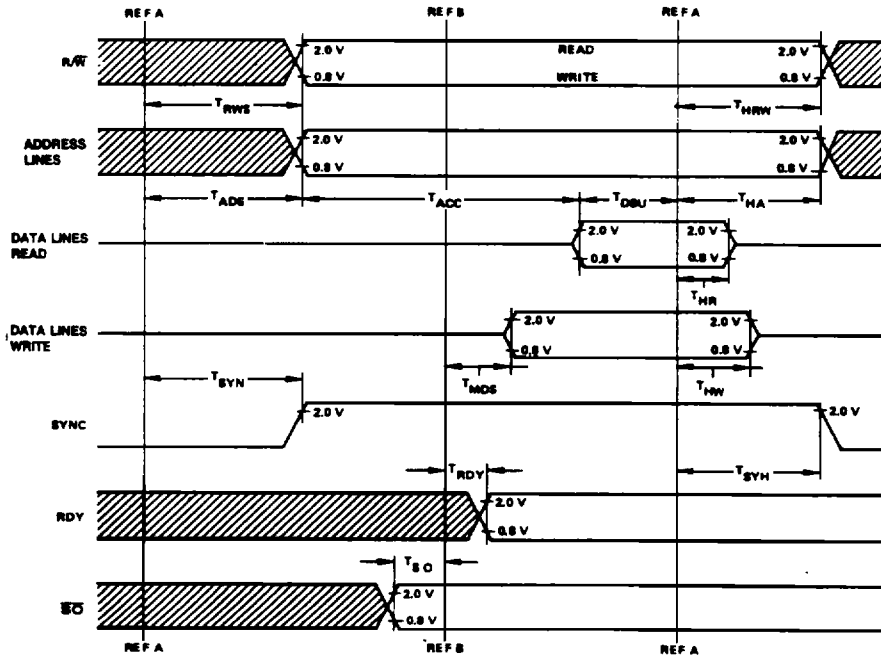 REF A REF B REF A
R/W̅ 2.0 V READ 2.0 V
0.8 V WRITE 0.8 V
T RWS T HRW
ADDRESS LINES 2.0 V 2.0 V
0.8 V 0.8 V
T ADS T ACC T DSU T HA
DATA LINES READ 2.0 V 2.0 V
0.8 V 0.8 V
T HR
DATA LINES WRITE 2.0 V 2.0 V
0.8 V 0.8 V
T SYN T MDS T HW
SYNC 2.0 V 2.0 V
T RDY T SYH
RDY 2.0 V
0.8 V
T SO
S̅O̅ 2.0 V
0.8 V
REF A REF B REF A